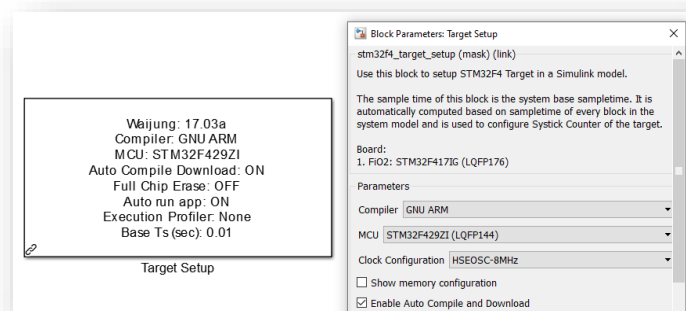 Waijung: 17.03a
Compiler: GNU ARM
MCU: STM32F429ZI
Auto Compile Download: ON
Full Chip Erase: OFF
Auto run app: ON
Execution Profiler: None
Base Ts (sec): 0.01
Target Setup
Block Parameters: Target Setup
stm32f4_target_setup (mask) (link)
Use this block to setup STM32F4 Target in a Simulink model.
The sample time of this block is the system base sampletime. It is
automatically computed based on sampletime of every block in the
system model and is used to configure Systick Counter of the target.
Board:
1. FiO2: STM32F417IG (LQFP176)
Parameters
Compiler GNU ARM
MCU STM32F429ZI (LQFP144)
Clock Configuration HSEOSC-8MHz
Show memory configuration
Enable Auto Compile and Download